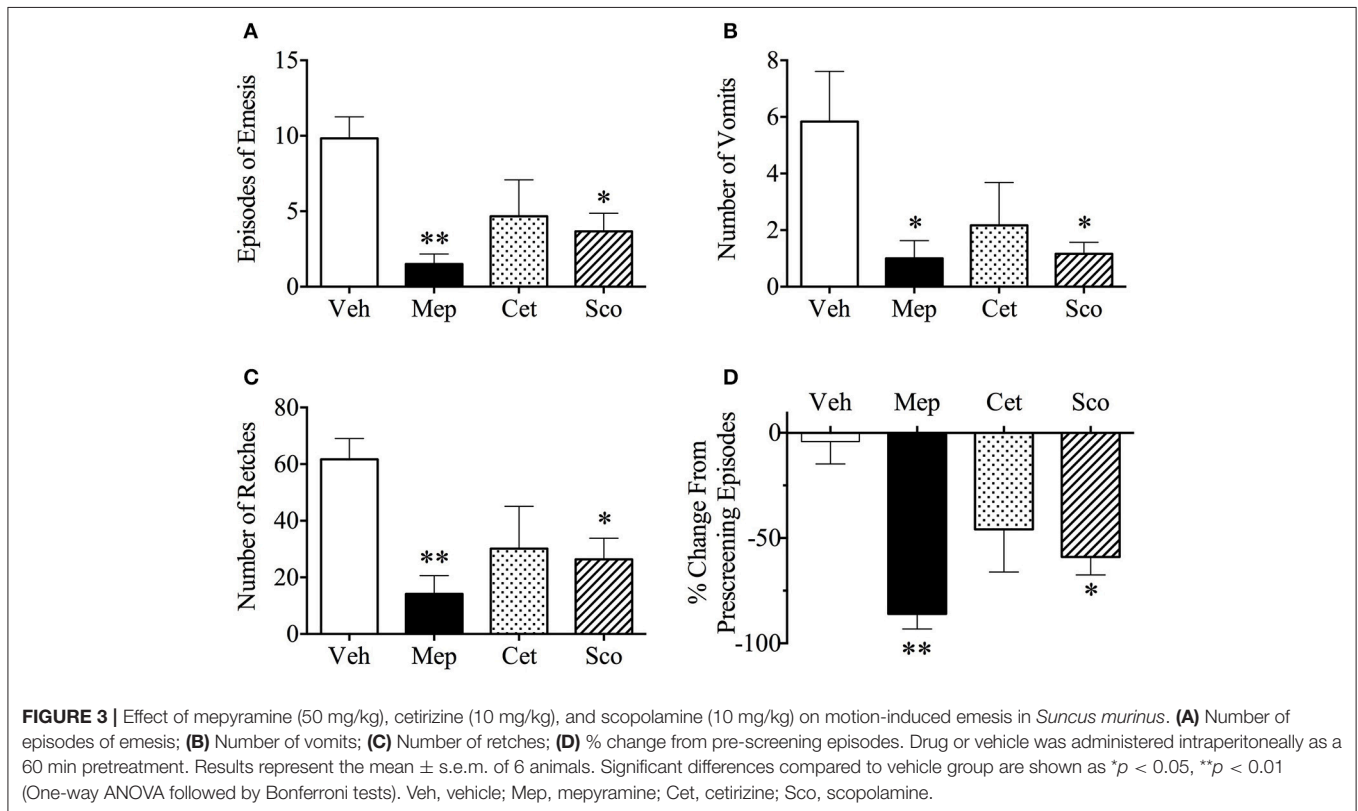 A
Episodes of Emesis
15
10
5
0
**
*
Veh Mep Cet Sco
B
Number of Vomits
8
6
4
2
0
*
*
Veh Mep Cet Sco
C
Number of Retches
80
60
40
20
0
**
*
Veh Mep Cet Sco
D
% Change From
Prescreening Episodes
Veh Mep Cet Sco
0
-50
-100
**
*
FIGURE 3 | Effect of mepyramine (50 mg/kg), cetirizine (10 mg/kg), and scopolamine (10 mg/kg) on motion-induced emesis in Suncus murinus. (A) Number of
episodes of emesis; (B) Number of vomits; (C) Number of retches; (D) % change from pre-screening episodes. Drug or vehicle was administered intraperitoneally as a
60 min pretreatment. Results represent the mean ± s.e.m. of 6 animals. Significant differences compared to vehicle group are shown as *p < 0.05, **p < 0.01
(One-way ANOVA followed by Bonferroni tests). Veh, vehicle; Mep, mepyramine; Cet, cetirizine; Sco, scopolamine.